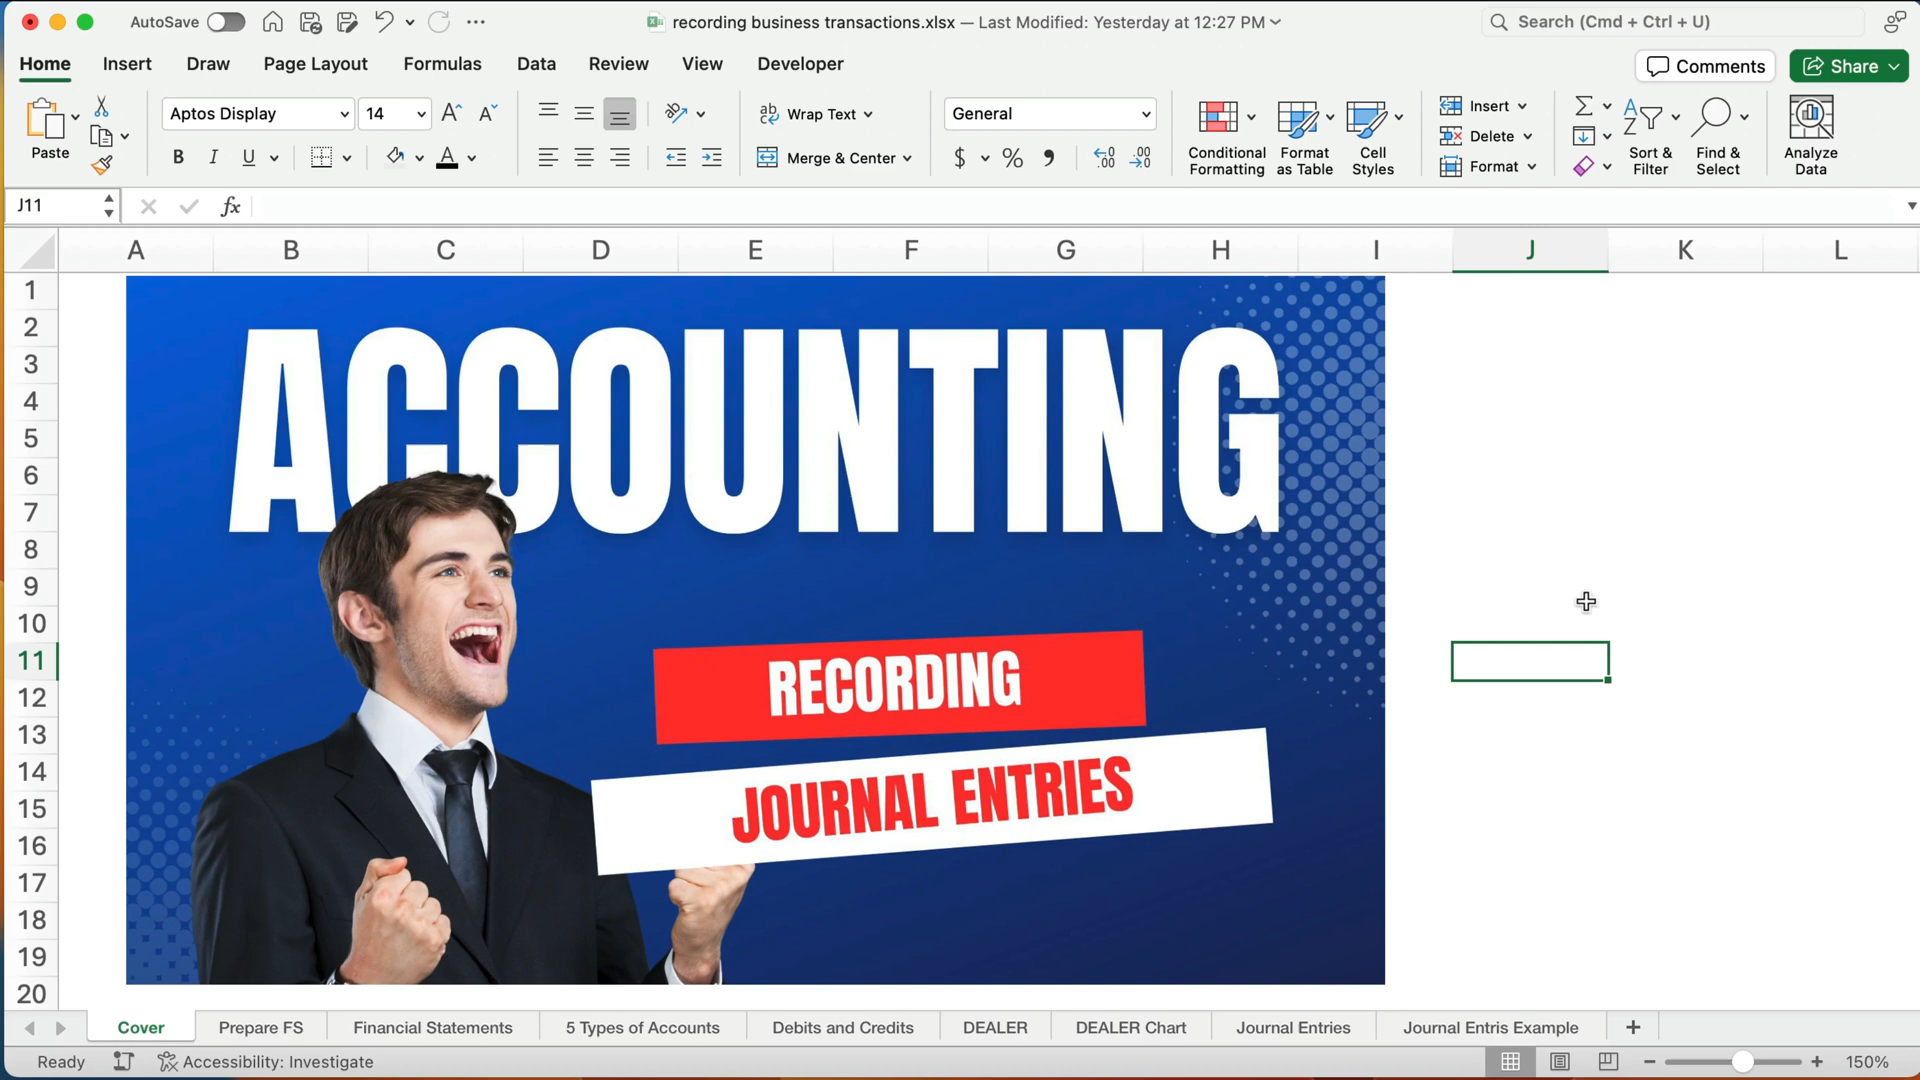 AutoSave
recording business transactions.xlsx — Last Modified: Yesterday at 12:27 PM
Search (Cmd + Ctrl + U)
Home Insert Draw Page Layout Formulas Data Review View Developer
Comments Share
Paste
Aptos Display 14
B I U
Wrap Text
Merge & Center
General
$ % 9
Conditional Formatting
Format as Table
Cell Styles
Insert
Delete
Format
Sort & Filter
Find & Select
Analyze Data
J11 fx
A B C D E F G H I J K L
1
2
3
4
5
6
7
8
9
10
11
12
13
14
15
16
17
18
19
20
ACCOUNTING
RECORDING
JOURNAL ENTRIES
Cover Prepare FS Financial Statements 5 Types of Accounts Debits and Credits DEALER DEALER Chart Journal Entries Journal Entris Example +
Ready Accessibility: Investigate 150%